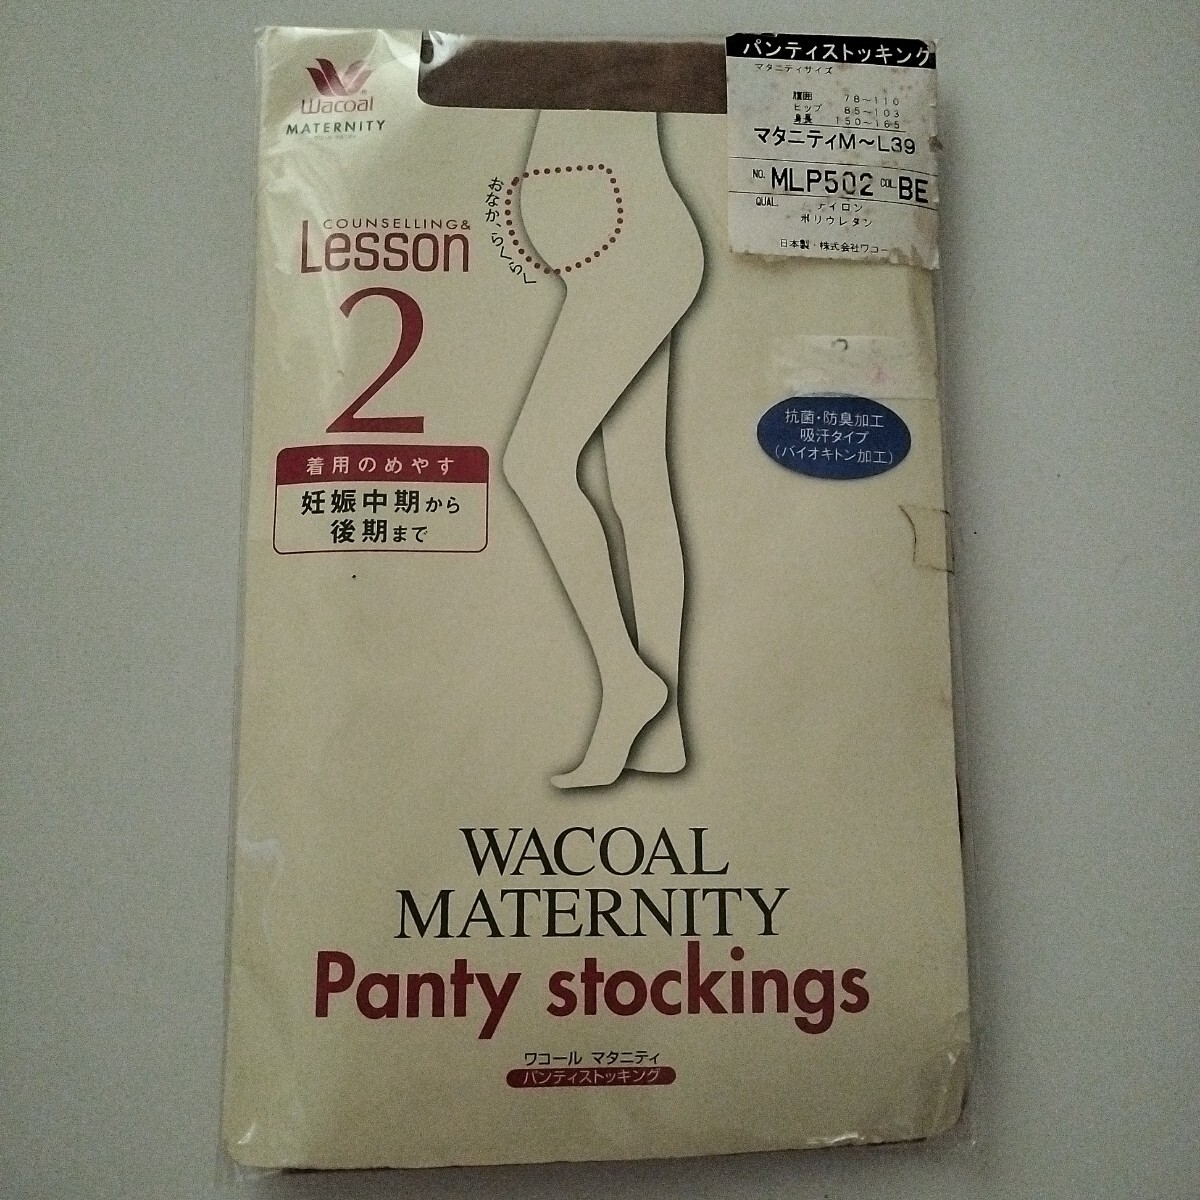 Wacoal
MATERNITY
パンティストッキング
マタニティサイズ
腹囲 78～110
ヒップ 85～103
身長 150～165
マタニティM～L39
NO. MLP502 COL. BE
QUAL. ナイロン
ポリウレタン
日本製・株式会社ワコー
おなか、らくらく
COUNSELLING&
Lesson
2
着用のめやす
妊娠中期から
後期まで
抗菌・防臭加工
吸汗タイプ
(バイオキトン加工)
WACOAL
MATERNITY
Panty stockings
ワコール マタニティ
パンティストッキング